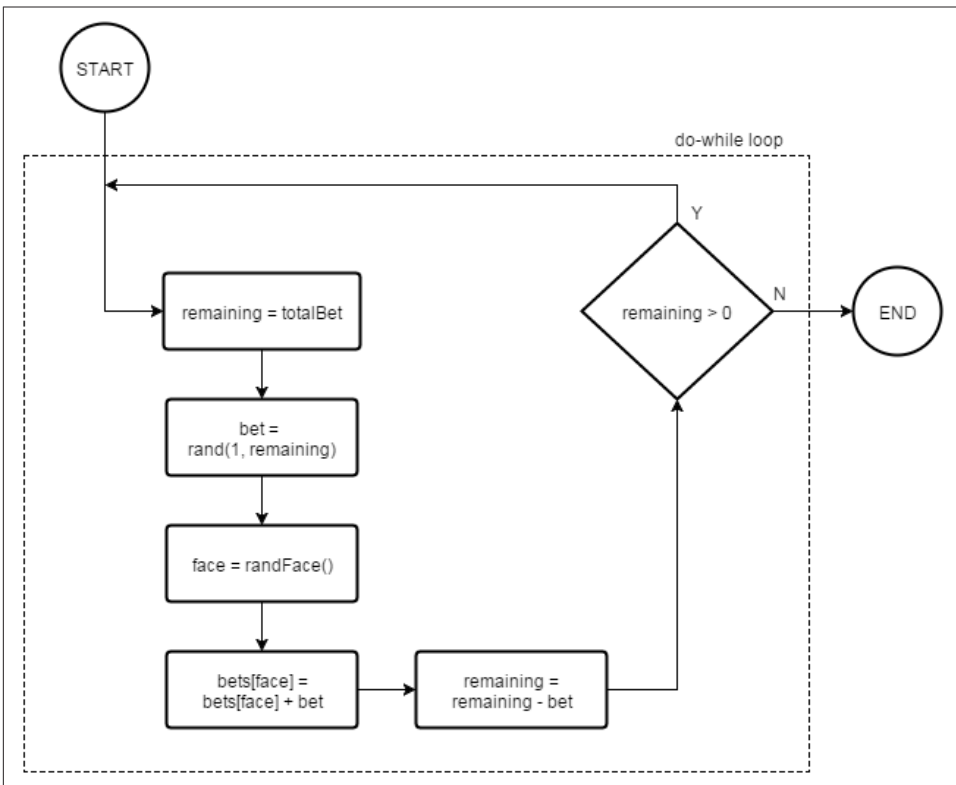 START
do-while loop
Y
remaining = totalBet
remaining > 0
N
END
bet =
rand(1, remaining)
face = randFace()
bets[face] =
bets[face] + bet
remaining =
remaining - bet